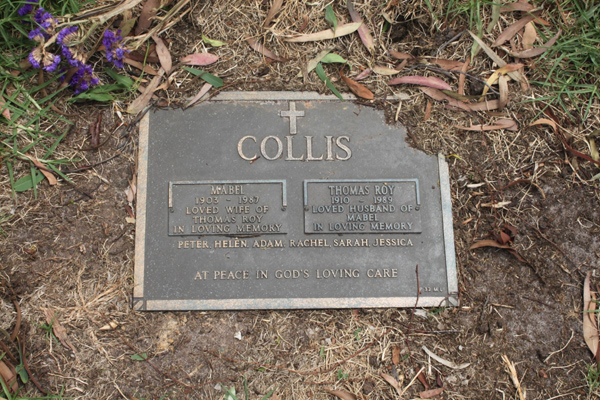 COLLIS
MABEL
1903 - 1987
LOVED WIFE OF
THOMAS ROY
IN LOVING MEMORY
THOMAS ROY
1910 - 1989
LOVED HUSBAND OF
MABEL
IN LOVING MEMORY
PETER, HELEN, ADAM, RACHEL, SARAH, JESSICA
AT PEACE IN GOD'S LOVING CARE